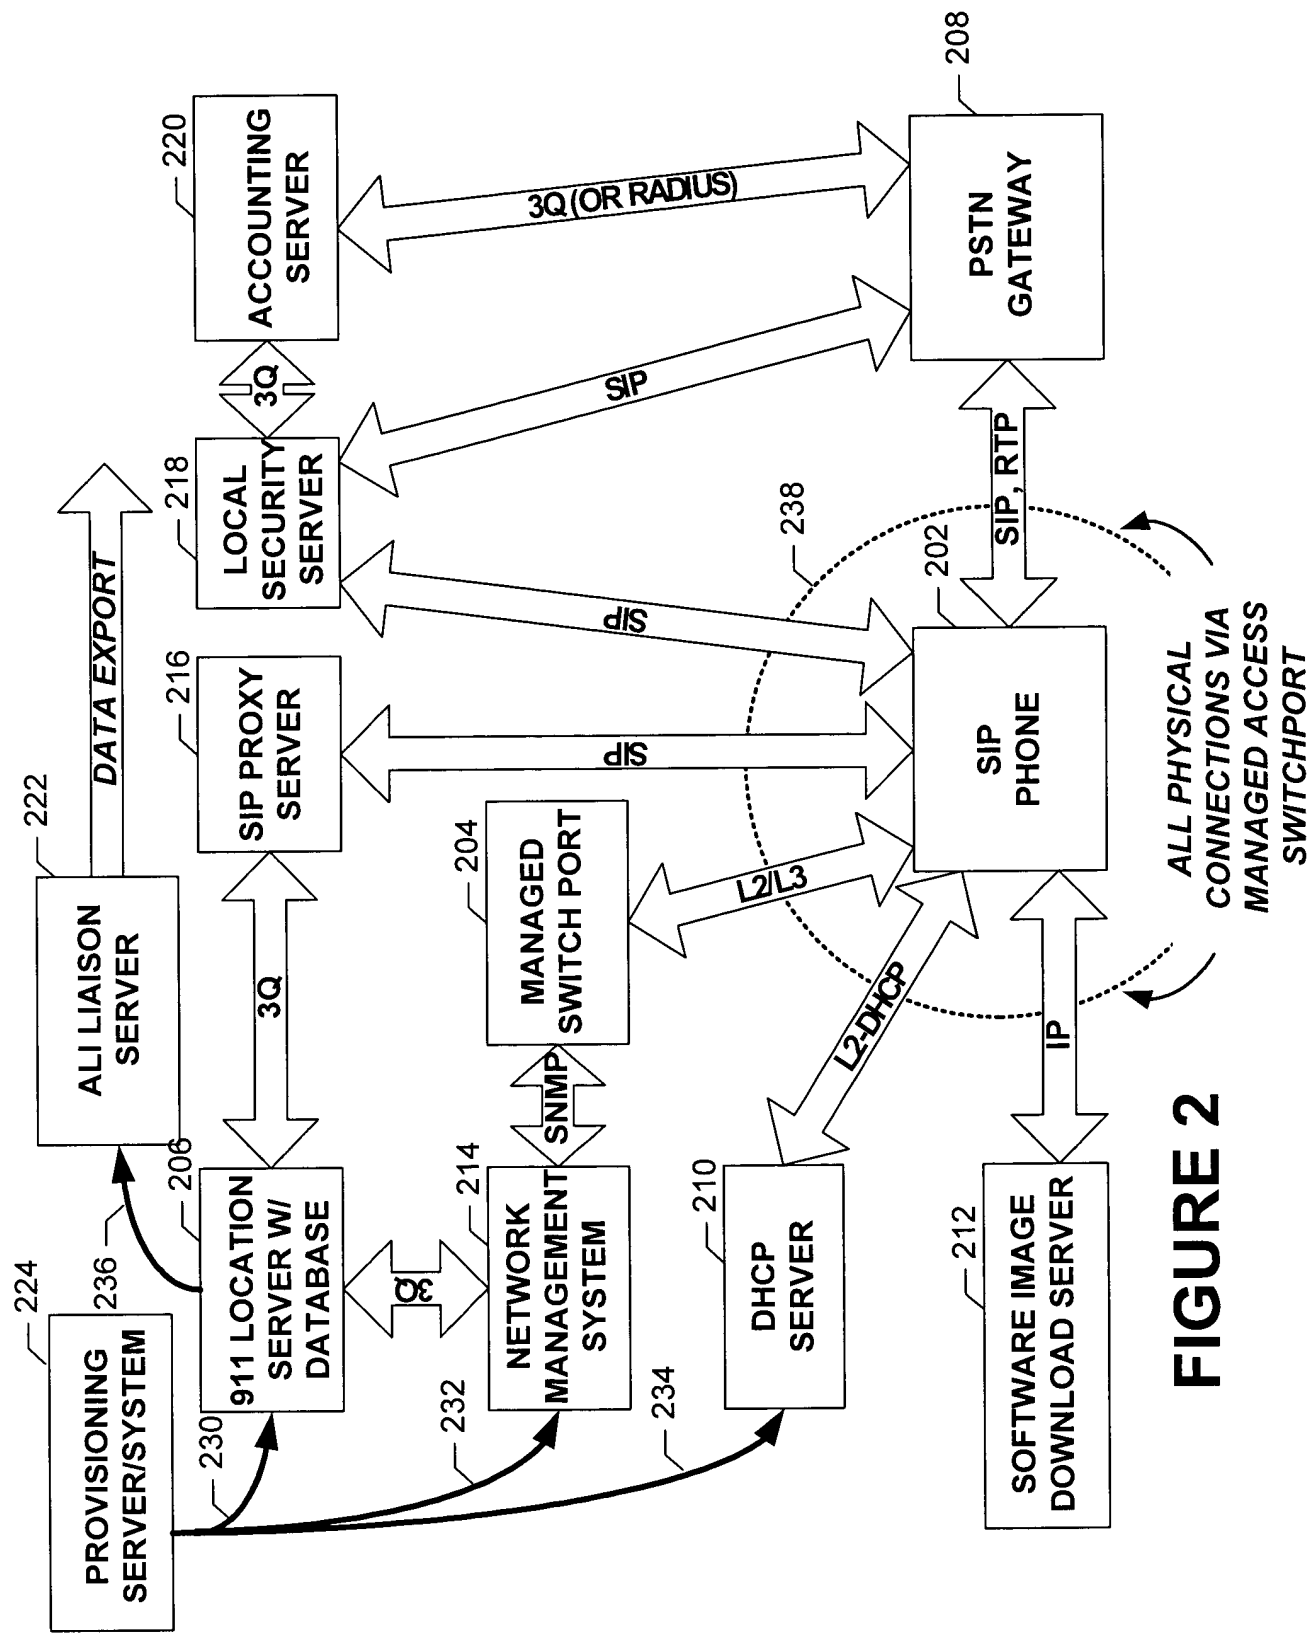 224
PROVISIONING
SERVER/SYSTEM
236
222
ALI LIAISON
SERVER
DATA EXPORT
230
206
911 LOCATION
SERVER W/
DATABASE
3Q
216
SIP PROXY
SERVER
218
LOCAL
SECURITY
SERVER
3Q
220
ACCOUNTING
SERVER
3Q
232
214
NETWORK
MANAGEMENT
SYSTEM
SNMP
204
MANAGED
SWITCH PORT
SIP
SIP
SIP
3Q (OR RADIUS)
234
210
DHCP
SERVER
L2-DHCP
L2/L3
238
212
SOFTWARE IMAGE
DOWNLOAD SERVER
IP
202
SIP
PHONE
SIP, RTP
208
PSTN
GATEWAY
ALL PHYSICAL
CONNECTIONS VIA
MANAGED ACCESS
SWITCHPORT
FIGURE 2